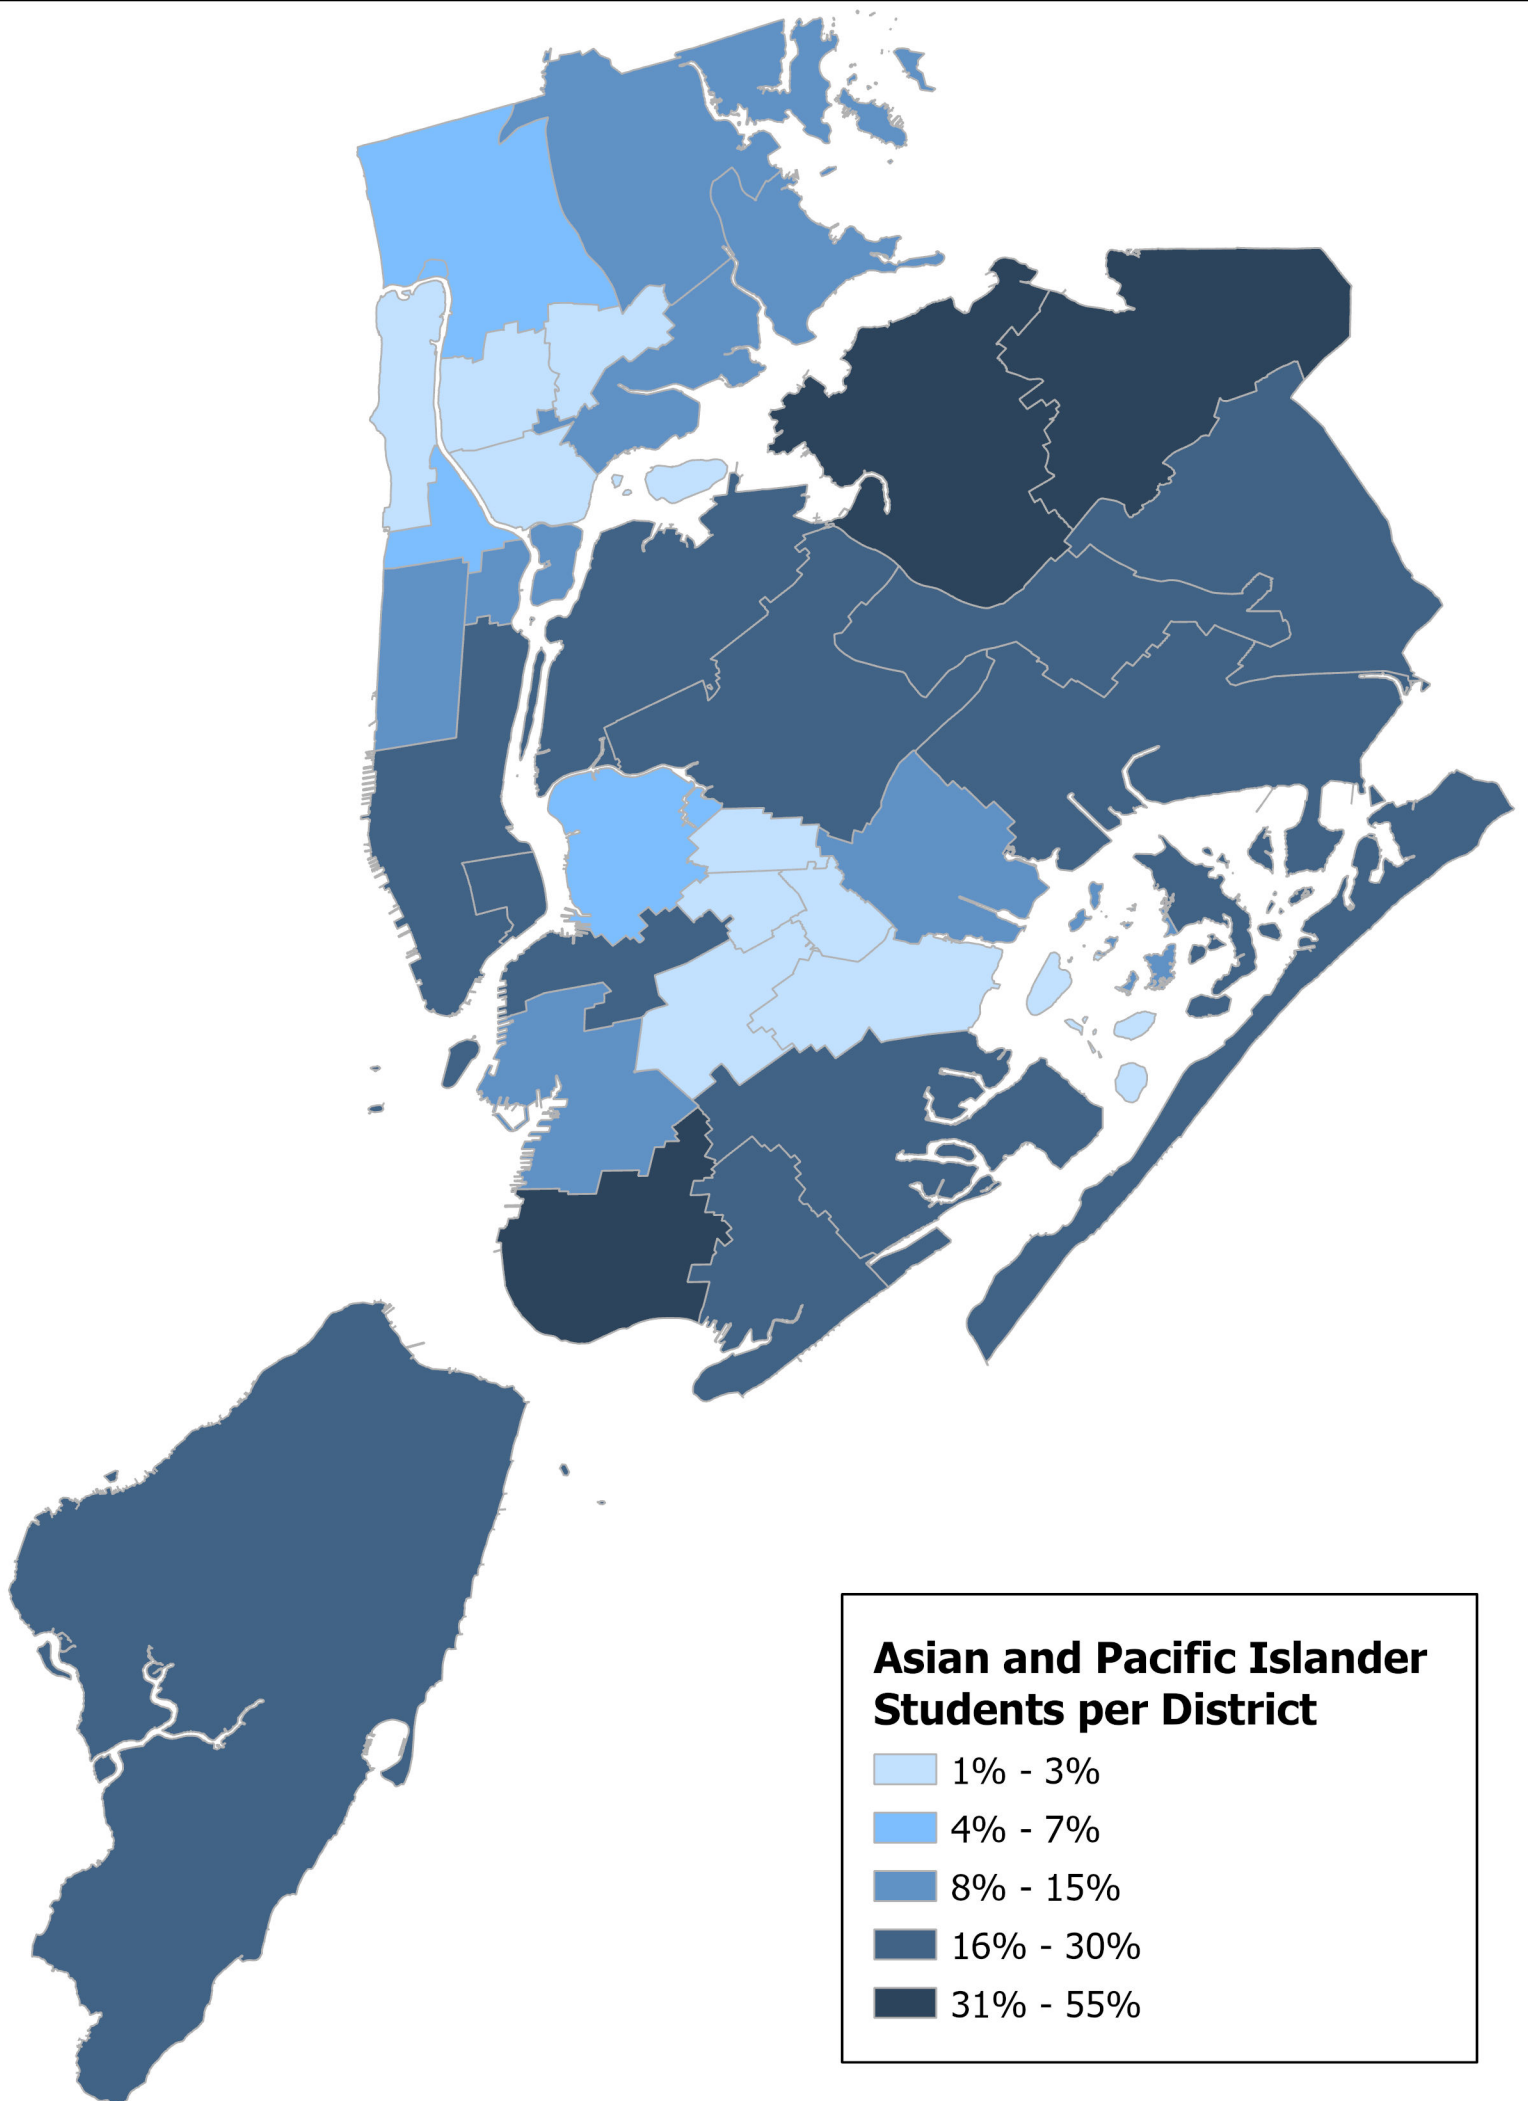 Asian and Pacific Islander
Students per District
1% - 3%
4% - 7%
8% - 15%
16% - 30%
31% - 55%